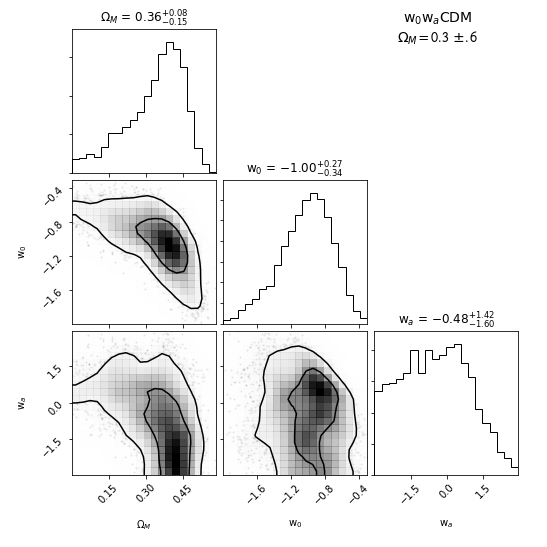 Ω_M = 0.36^{+0.08}_{−0.15}
w₀wₐCDM
Ω_M=0.3 ±.6
w₀ = −1.00^{+0.27}_{−0.34}
−0.4
−0.8
−1.2
−1.6
w₀
wₐ = −0.48^{+1.42}_{−1.60}
1.5
0.0
−1.5
wₐ
0.15 0.30 0.45
−1.6 −1.2 −0.8 −0.4
−1.5 0.0 1.5
Ω_M w₀ wₐ